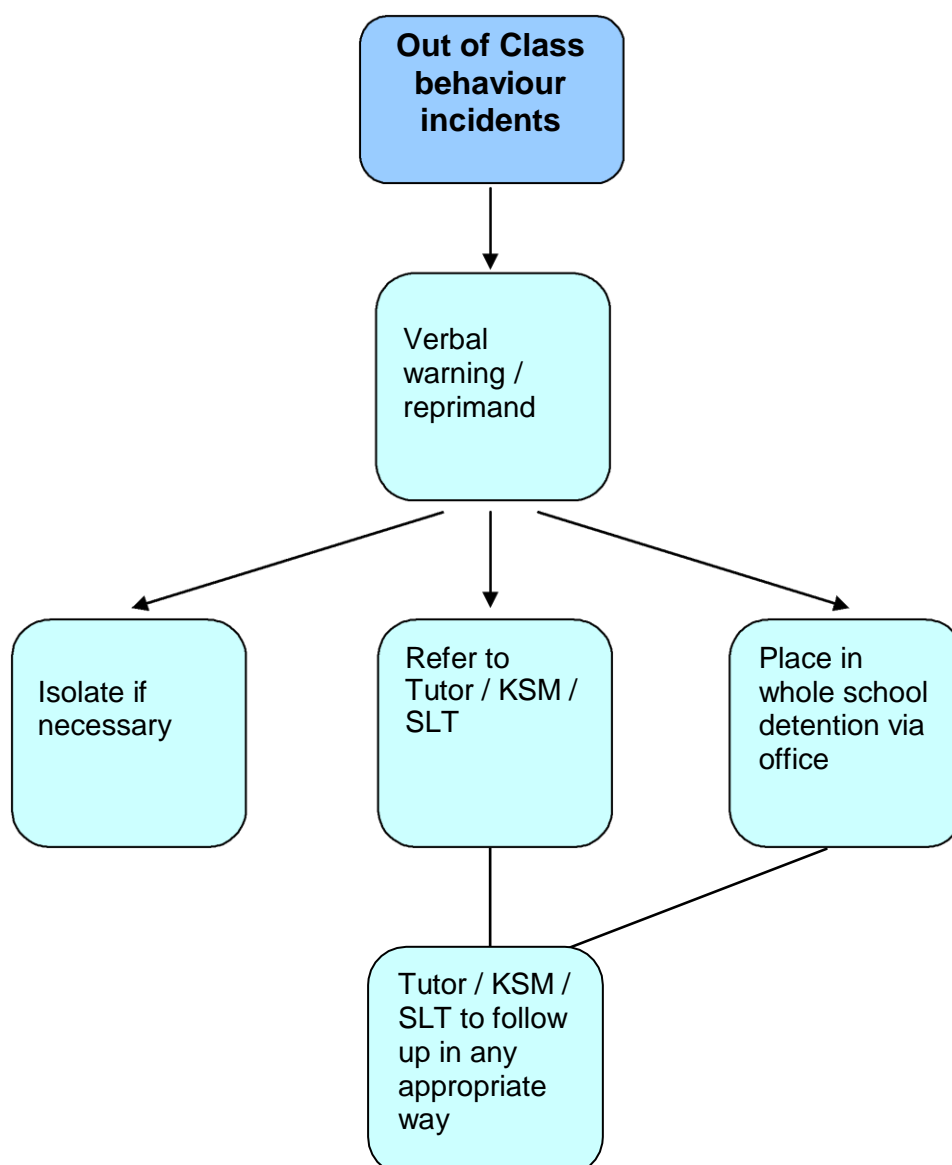 Out of Class
behaviour
incidents
Verbal
warning /
reprimand
Isolate if
necessary
Refer to
Tutor / KSM /
SLT
Place in
whole school
detention via
office
Tutor / KSM /
SLT to follow
up in any
appropriate
way